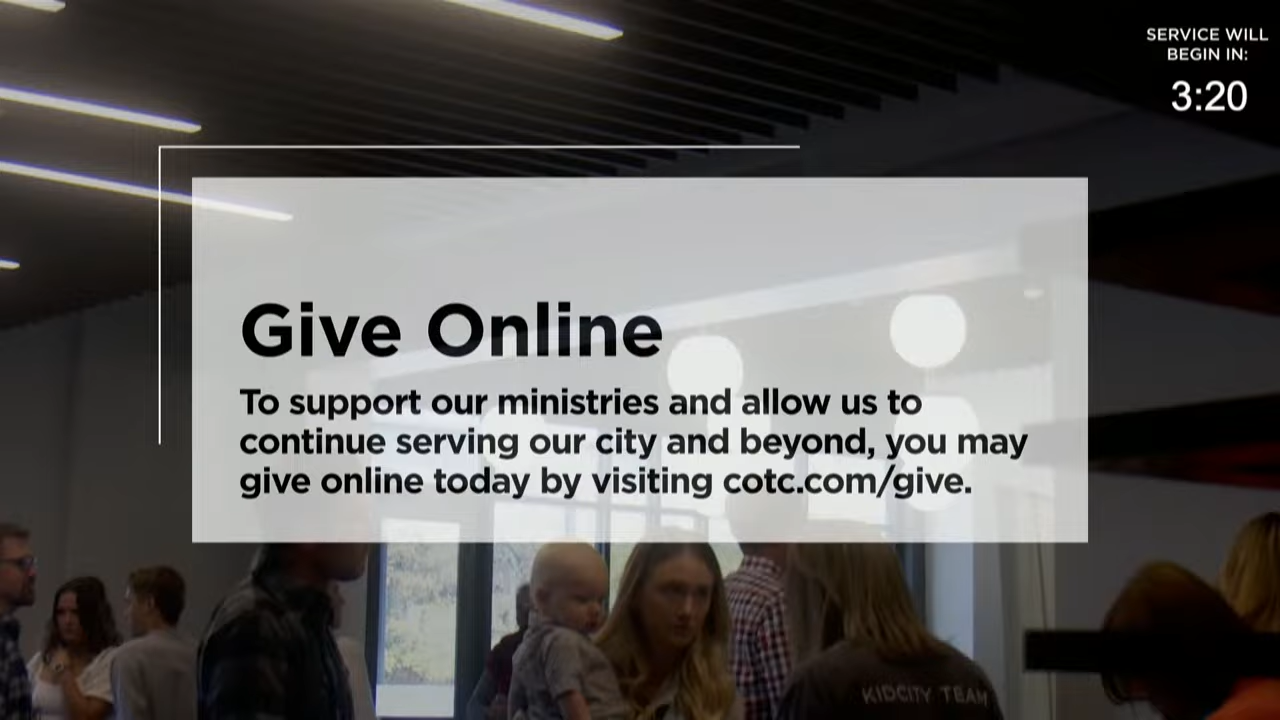 SERVICE WILL
BEGIN IN:
3:20
Give Online
To support our ministries and allow us to
continue serving our city and beyond, you may
give online today by visiting cotc.com/give.
KIDCITY TEAM